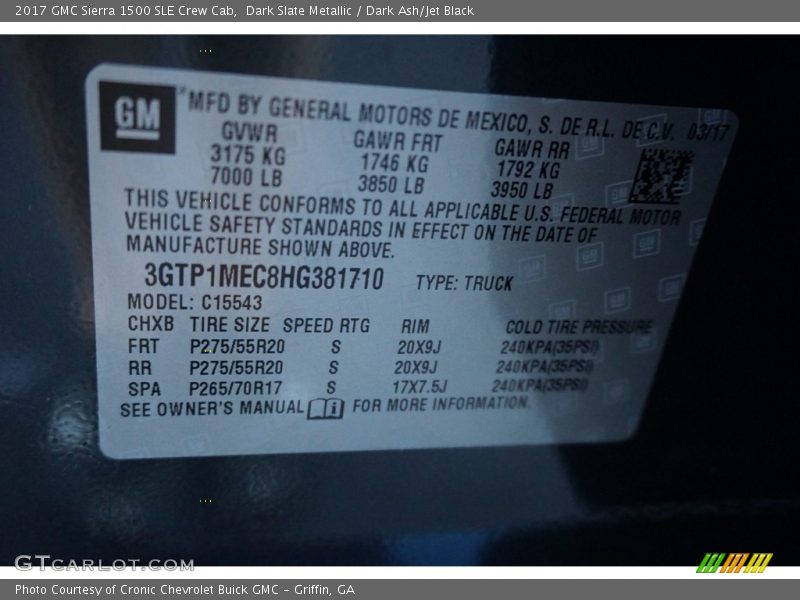 2017 GMC Sierra 1500 SLE Crew Cab, Dark Slate Metallic / Dark Ash/Jet Black
GM
*MFD BY GENERAL MOTORS DE MEXICO, S. DE R.L. DE C.V. 03/17
GVWR GAWR FRT GAWR RR
3175 KG 1746 KG 1792 KG
7000 LB 3850 LB 3950 LB
THIS VEHICLE CONFORMS TO ALL APPLICABLE U.S. FEDERAL MOTOR
VEHICLE SAFETY STANDARDS IN EFFECT ON THE DATE OF
MANUFACTURE SHOWN ABOVE.
3GTP1MEC8HG381710 TYPE: TRUCK
MODEL: C15543
CHXB TIRE SIZE SPEED RTG RIM COLD TIRE PRESSURE
FRT P275/55R20 S 20X9J 240KPA(35PSI)
RR P275/55R20 S 20X9J 240KPA(35PSI)
SPA P265/70R17 S 17X7.5J 240KPA(35PSI)
SEE OWNER'S MANUAL FOR MORE INFORMATION.
GTCARLOT.COM
Photo Courtesy of Cronic Chevrolet Buick GMC - Griffin, GA